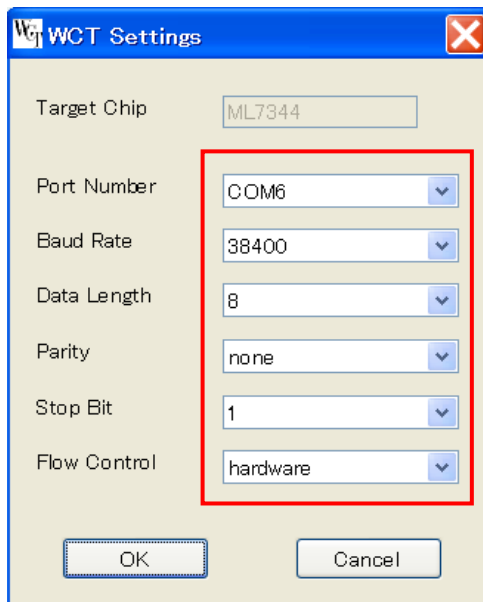 WCT WCT Settings
Target Chip ML7344
Port Number COM6
Baud Rate 38400
Data Length 8
Parity none
Stop Bit 1
Flow Control hardware
OK Cancel